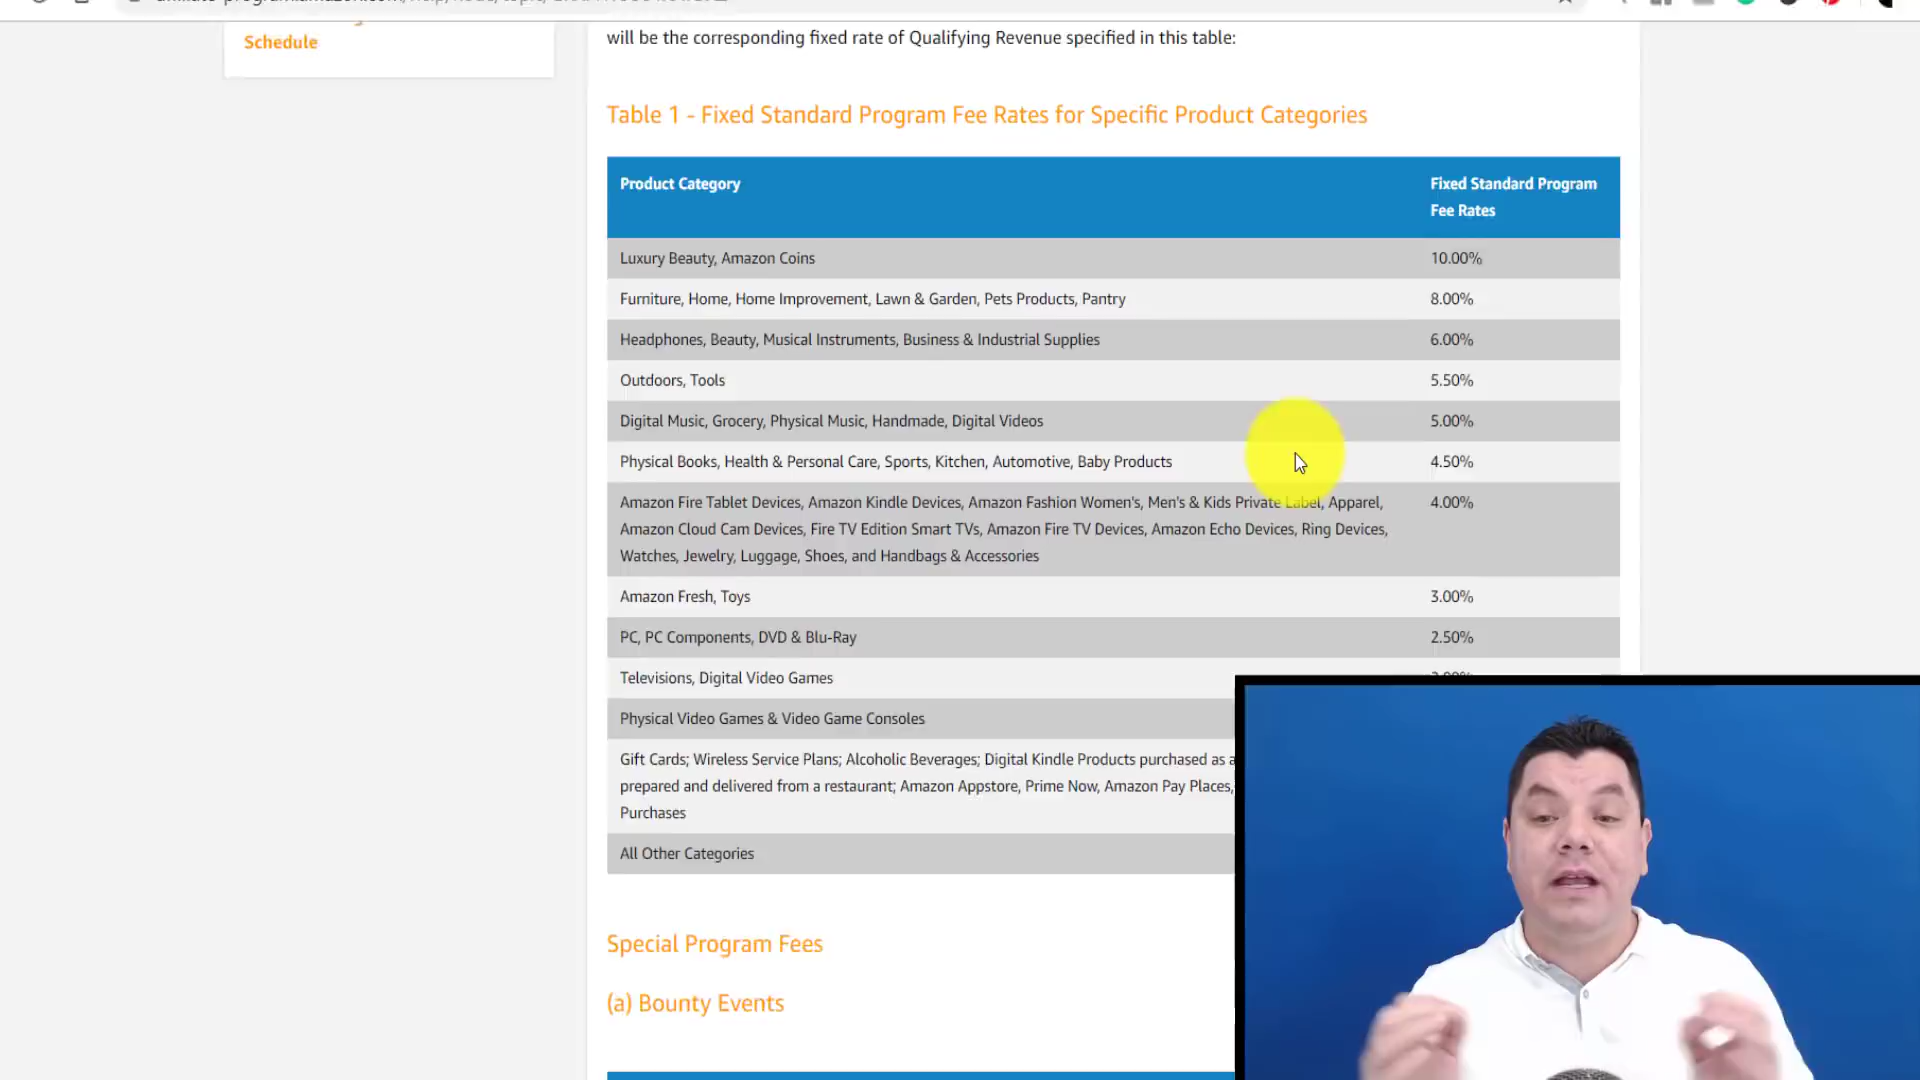 Schedule
will be the corresponding fixed rate of Qualifying Revenue specified in this table:
Table 1 - Fixed Standard Program Fee Rates for Specific Product Categories
Product Category
Fixed Standard Program
Fee Rates
Luxury Beauty, Amazon Coins
10.00%
Furniture, Home, Home Improvement, Lawn & Garden, Pets Products, Pantry
8.00%
Headphones, Beauty, Musical Instruments, Business & Industrial Supplies
6.00%
Outdoors, Tools
5.50%
Digital Music, Grocery, Physical Music, Handmade, Digital Videos
5.00%
Physical Books, Health & Personal Care, Sports, Kitchen, Automotive, Baby Products
4.50%
Amazon Fire Tablet Devices, Amazon Kindle Devices, Amazon Fashion Women's, Men's & Kids Private Label, Apparel,
4.00%
Amazon Cloud Cam Devices, Fire TV Edition Smart TVs, Amazon Fire TV Devices, Amazon Echo Devices, Ring Devices,
Watches, Jewelry, Luggage, Shoes, and Handbags & Accessories
Amazon Fresh, Toys
3.00%
PC, PC Components, DVD & Blu-Ray
2.50%
Televisions, Digital Video Games
Physical Video Games & Video Game Consoles
Gift Cards; Wireless Service Plans; Alcoholic Beverages; Digital Kindle Products purchased as a
prepared and delivered from a restaurant; Amazon Appstore, Prime Now, Amazon Pay Places,
Purchases
All Other Categories
Special Program Fees
(a) Bounty Events